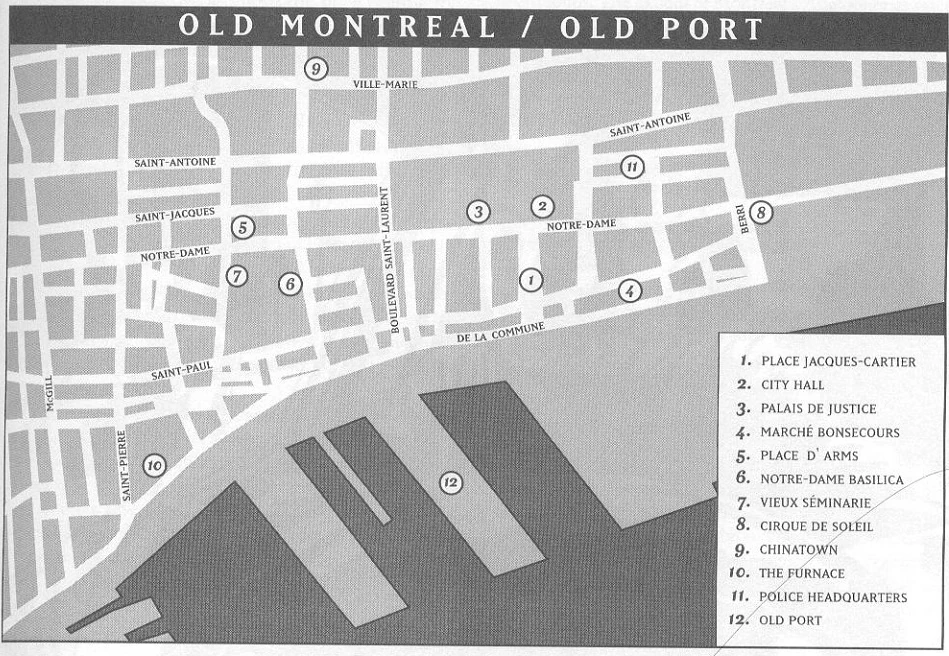 OLD MONTREAL / OLD PORT
9
VILLE-MARIE
SAINT-ANTOINE
SAINT-ANTOINE
11
SAINT-JACQUES
BOULEVARD SAINT-LAURENT
3
2
BERRI
8
5
NOTRE-DAME
NOTRE-DAME
7
6
1
4
DE LA COMMUNE
SAINT-PAUL
McGILL
SAINT-PIERRE
10
12
1. PLACE JACQUES-CARTIER
2. CITY HALL
3. PALAIS DE JUSTICE
4. MARCHÉ BONSECOURS
5. PLACE D' ARMS
6. NOTRE-DAME BASILICA
7. VIEUX SÉMINARIE
8. CIRQUE DE SOLEIL
9. CHINATOWN
10. THE FURNACE
11. POLICE HEADQUARTERS
12. OLD PORT